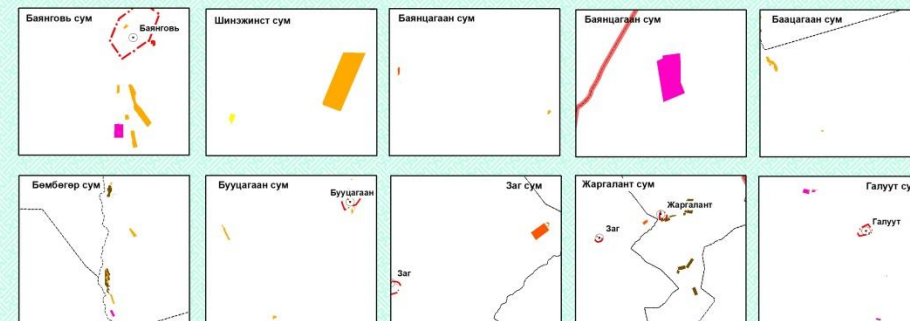 Баянговь сум
Баянговь
Шинэжинст сум
Баянцагаан сум
Баянцагаан сум
Баацагаан сум
Бөмбөгөр сум
Бууцагаан сум
Бууцагаан
Заг сум
Заг
Жаргалант сум
Жаргалант
Заг
Галуут
Галуут